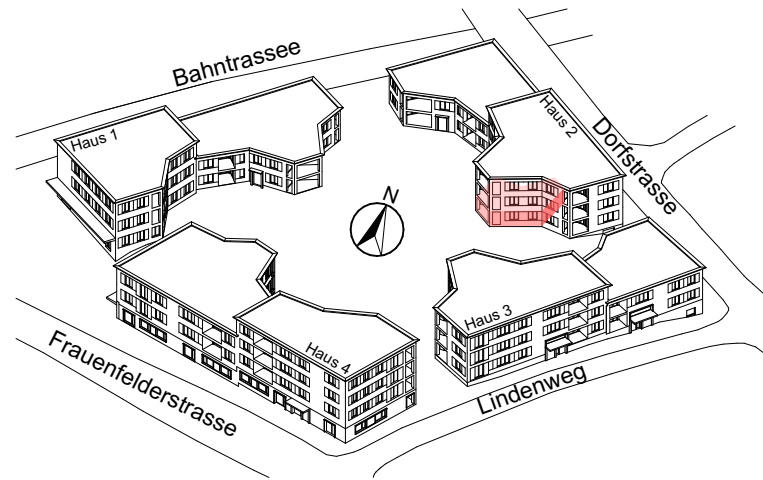 Bahntrassee
Haus 1
Haus 2
Dorfstrasse
N
Haus 3
Haus 4
Frauenfelderstrasse
Lindenweg